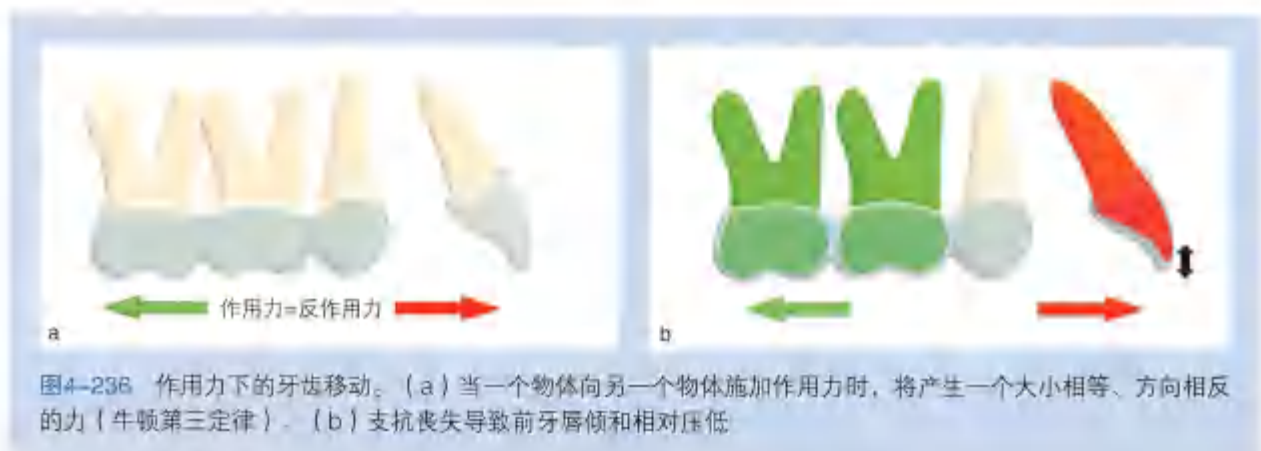 作用力=反作用力
a
b
图4-236 作用力下的牙齿移动。（a）当一个物体向另一个物体施加作用力时，将产生一个大小相等、方向相反
的力（牛顿第三定律）。（b）支抗丧失导致前牙唇倾和相对压低